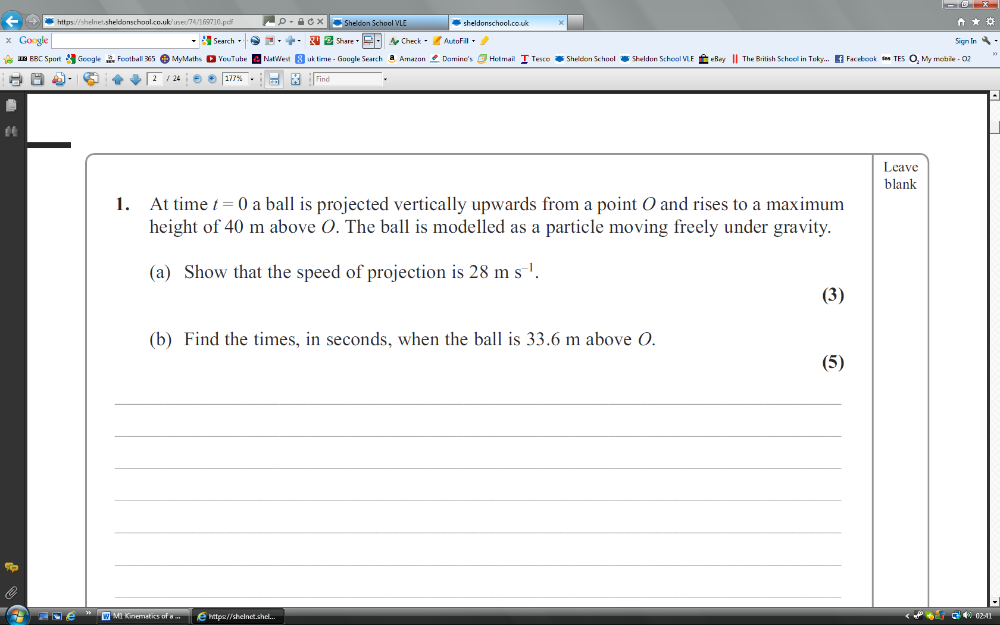 https://shelnet.sheldonschool.co.uk/user/74/169710.pdf
Sheldon School VLE
sheldonschool.co.uk
x Google Search Share Check AutoFill Sign In
BBC Sport Google Football 365 MyMaths YouTube NatWest uk time - Google Search Amazon Domino's Hotmail Tesco Sheldon School Sheldon School VLE eBay The British School in Toky... Facebook TES My mobile - O2
2 / 24 177% Find
Leave
blank
1. At time t = 0 a ball is projected vertically upwards from a point O and rises to a maximum
height of 40 m above O. The ball is modelled as a particle moving freely under gravity.
(a) Show that the speed of projection is 28 m s⁻¹.
(3)
(b) Find the times, in seconds, when the ball is 33.6 m above O.
(5)
M1 Kinematics of a ... https://shelnet.shel... 02:41